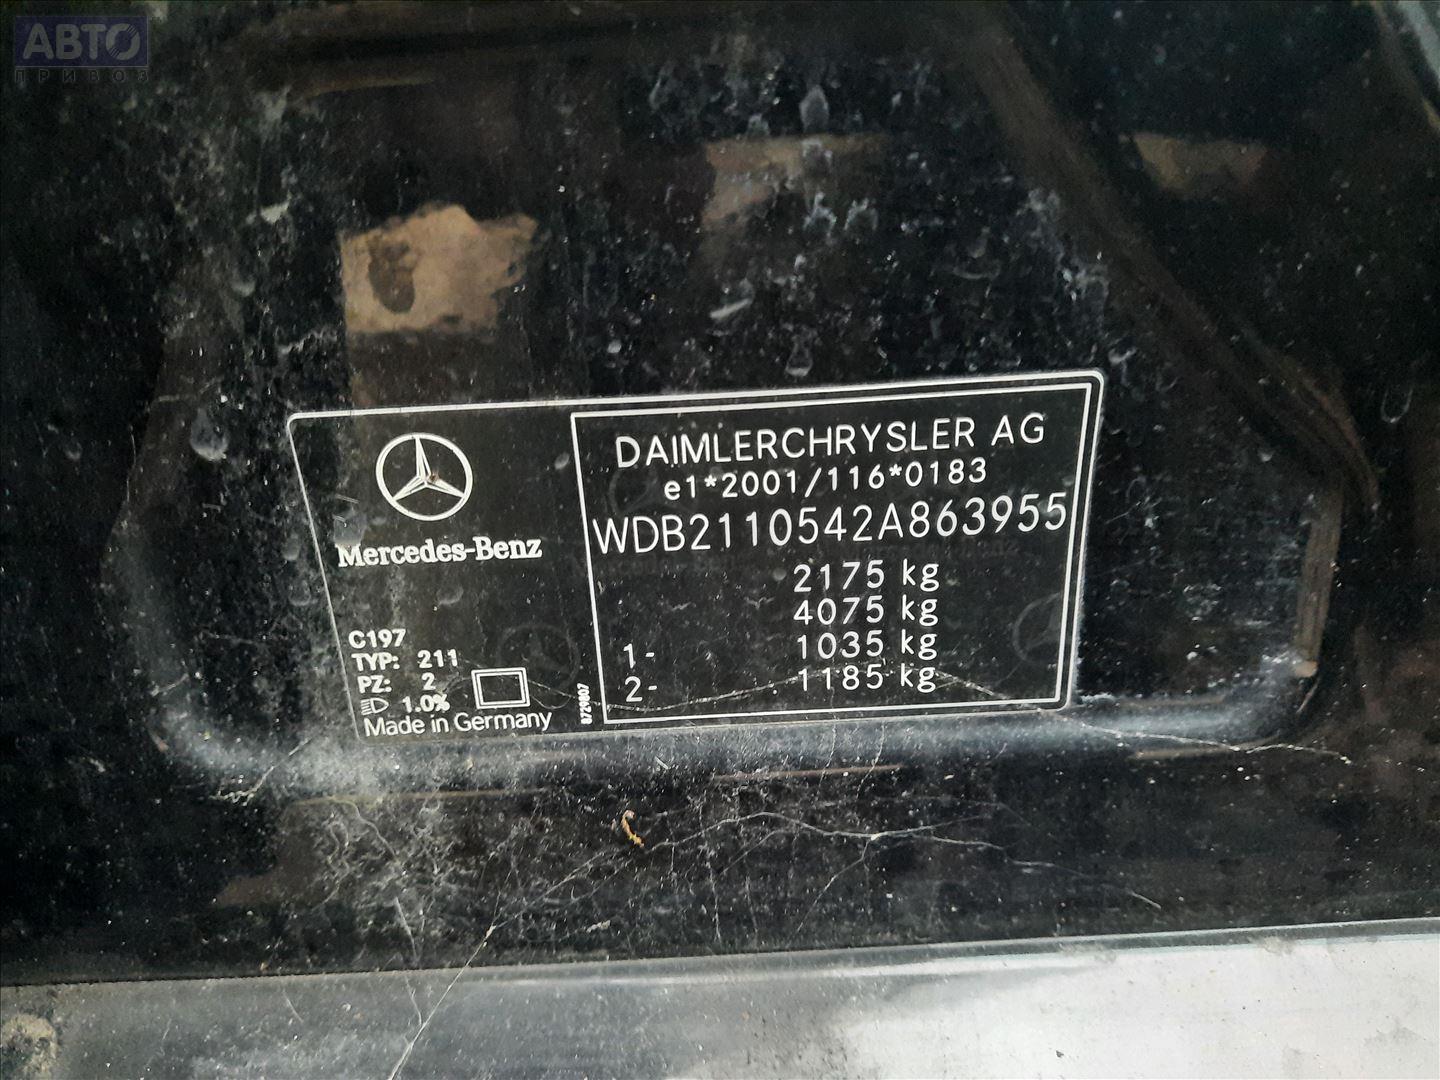 АВТО
ПРИВОЗ
DAIMLERCHRYSLER AG
e1*2001/116*0183
WDB2110542A863955
2175 kg
4075 kg
1- 1035 kg
2- 1185 kg
Mercedes-Benz
C197
TYP: 211
PZ: 2
1.0%
Made in Germany